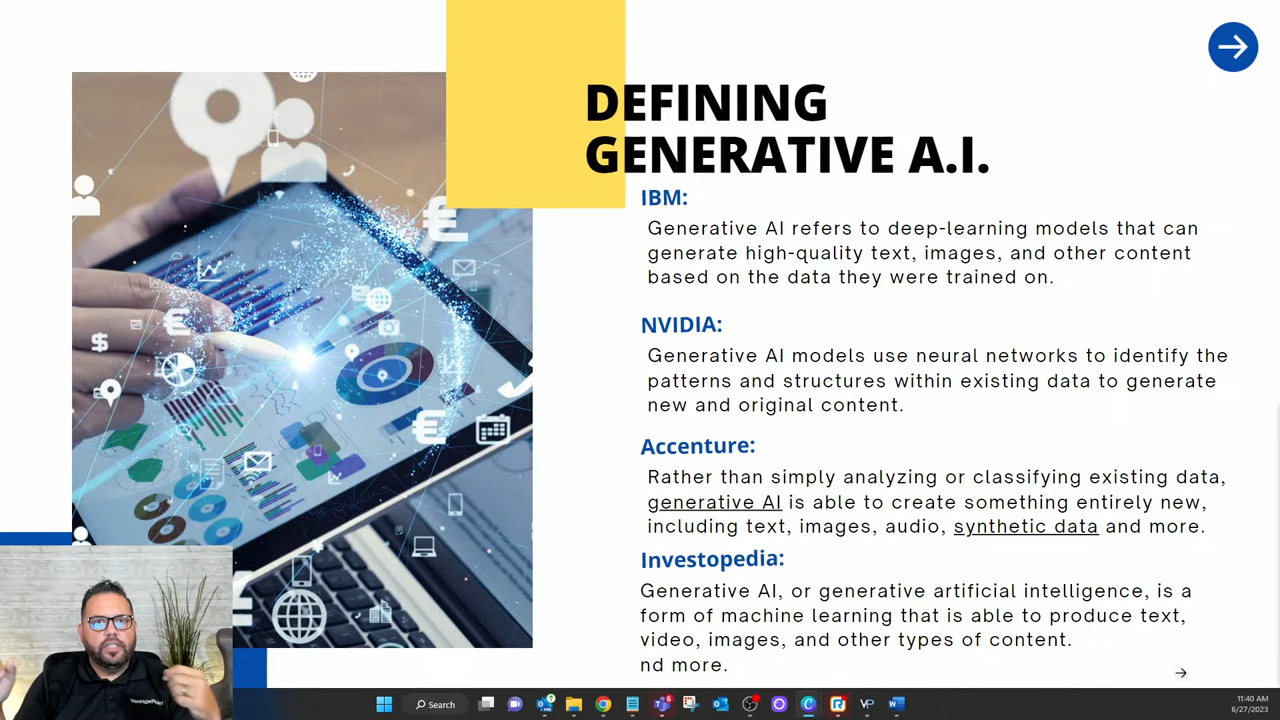 DEFINING
GENERATIVE A.I.
IBM:
Generative AI refers to deep-learning models that can
generate high-quality text, images, and other content
based on the data they were trained on.
NVIDIA:
Generative AI models use neural networks to identify the
patterns and structures within existing data to generate
new and original content.
Accenture:
Rather than simply analyzing or classifying existing data,
generative AI is able to create something entirely new,
including text, images, audio, synthetic data and more.
Investopedia:
Generative AI, or generative artificial intelligence, is a
form of machine learning that is able to produce text,
video, images, and other types of content.
nd more.
ManagePoint
Search
VP
11:40 AM
6/27/2023